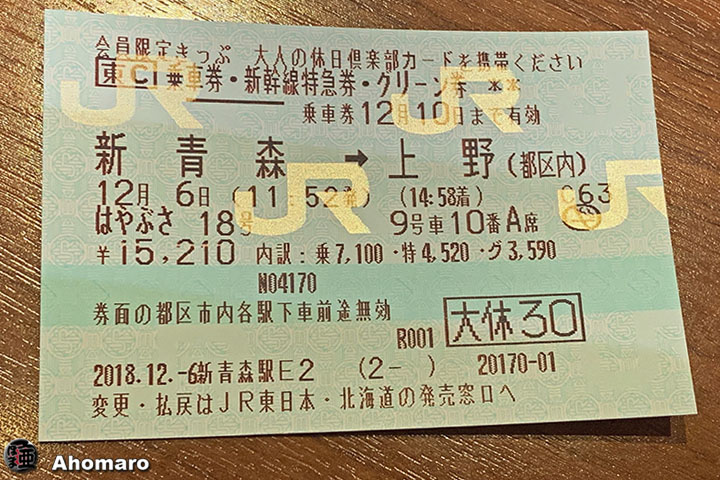 会員限定きっぷ 大人の休日倶楽部カードを携帯ください
東 C1 乗車券・新幹線特急券・グリーン券 **
乗車券12月10日まで有効
新青森 → 上野(都区内)
12月 6日 (11:52発) (14:58着) C63
はやぶさ 18号 9号車10番A席
¥15,210 内訳:乗7,100・特4,520・グ3,590
N04170
券面の都区市内各駅下車前途無効
R001 大休30
2018.12.-6新青森駅E2 (2- ) 20170-01
変更・払戻はJR東日本・北海道の発売窓口へ
Ahomaro